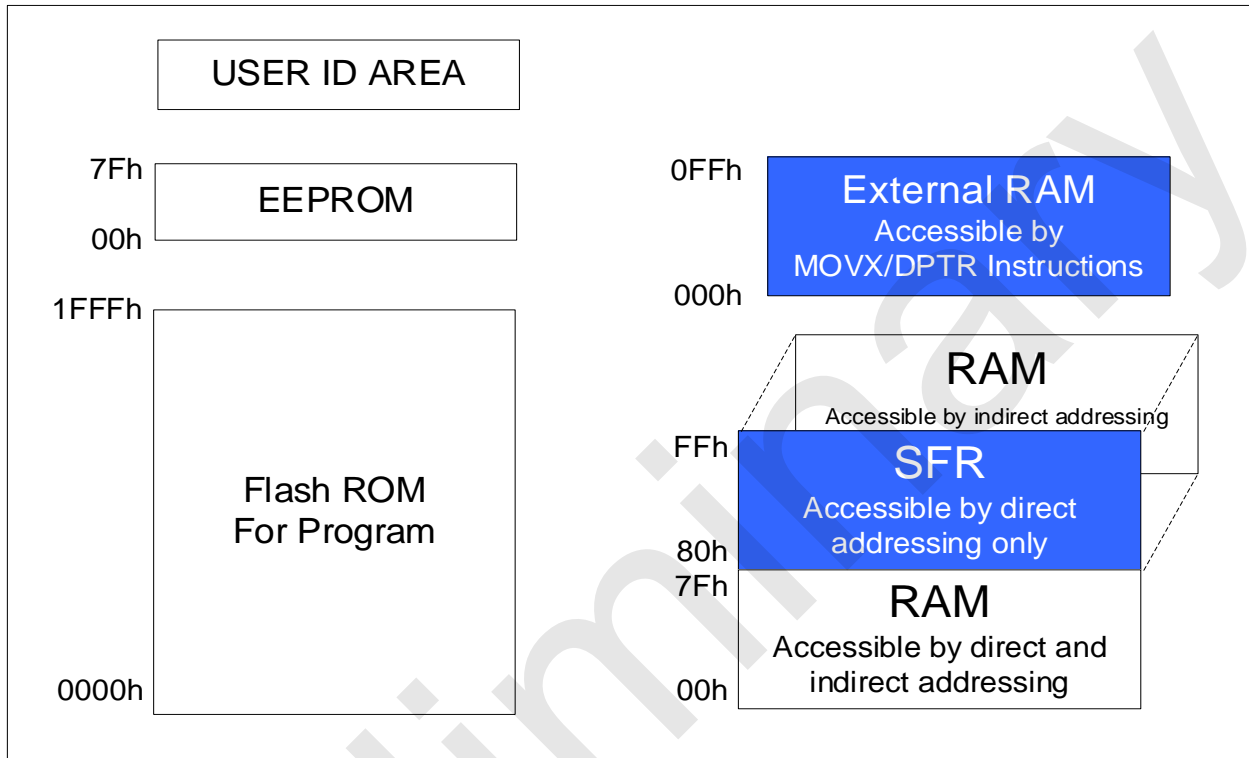 USER ID AREA
7Fh
EEPROM
00h
1FFFh
Flash ROM
For Program
0000h
0FFh
External RAM
Accessible by
MOVX/DPTR Instructions
000h
RAM
Accessible by indirect addressing
FFh
SFR
Accessible by direct
addressing only
80h
7Fh
RAM
Accessible by direct and
indirect addressing
00h